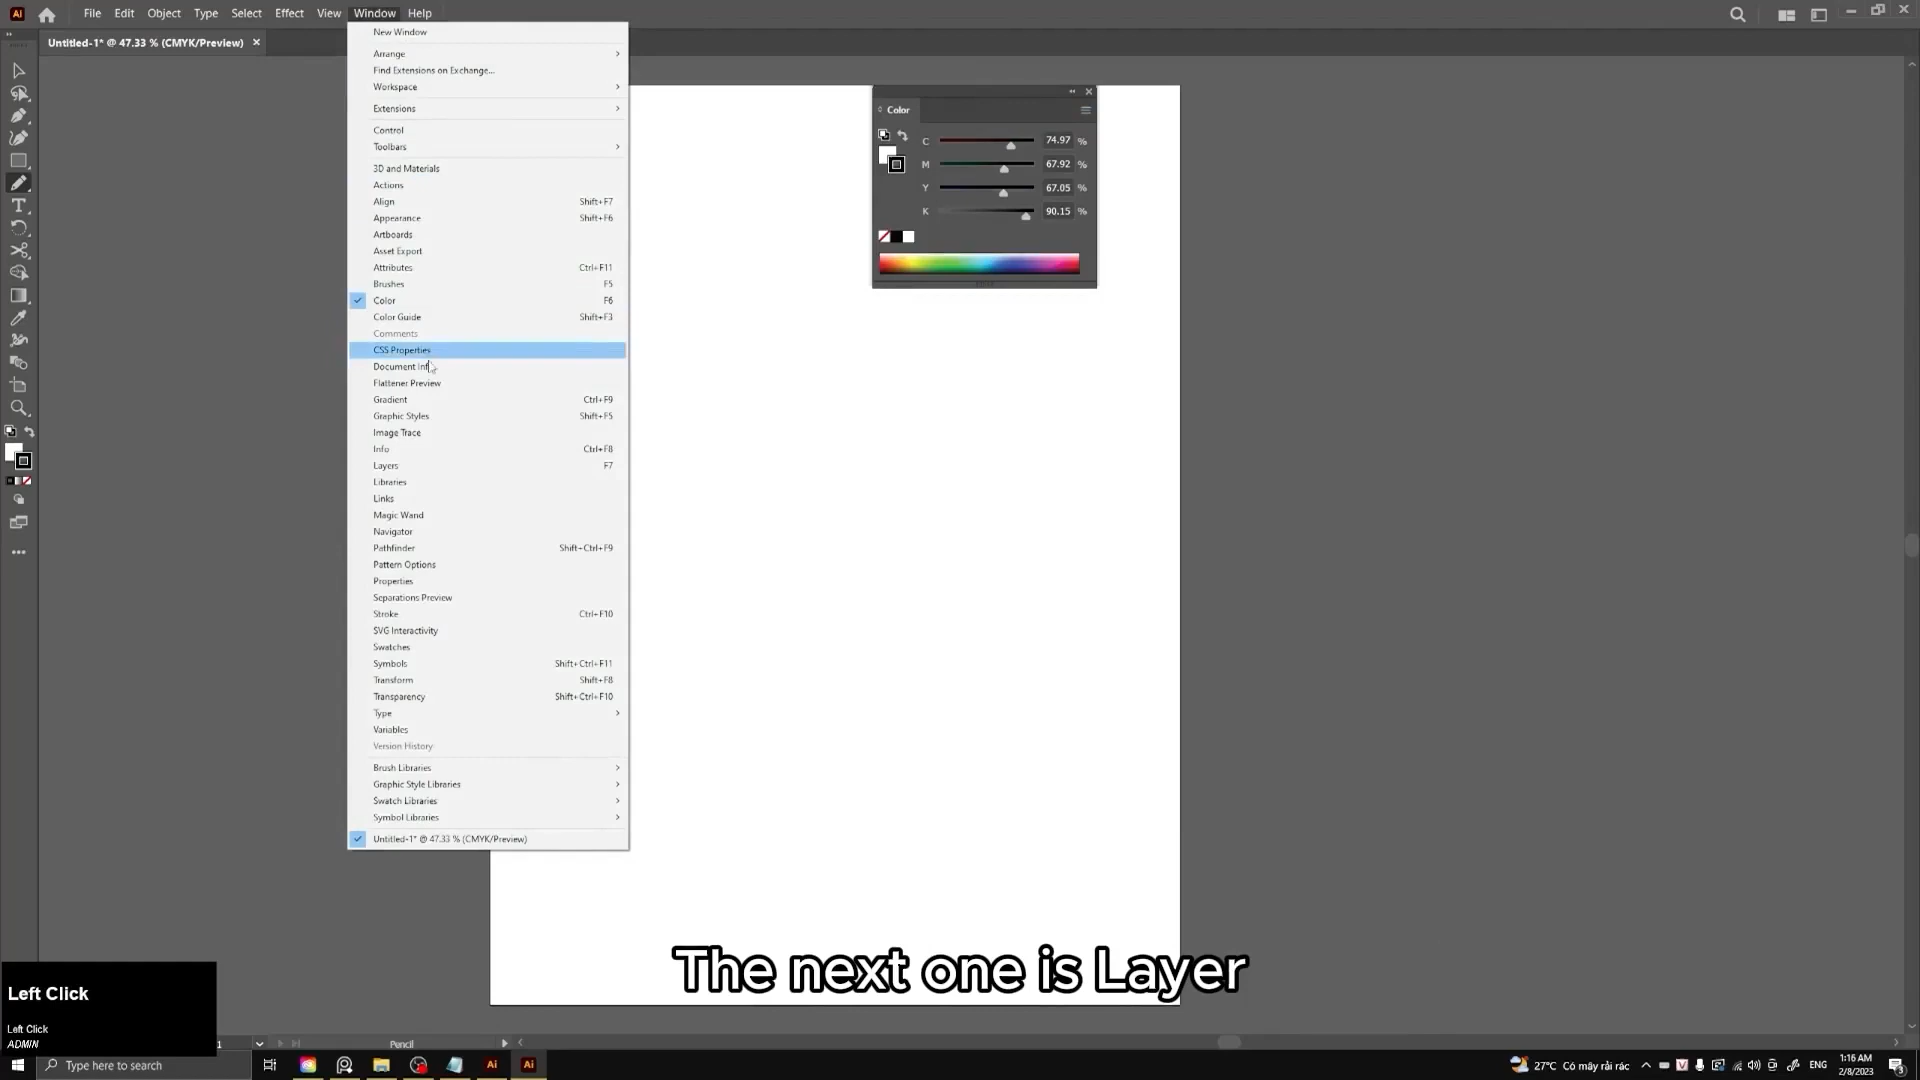 Ai File Edit Object Type Select Effect View Window Help
Untitled-1* @ 47.33 % (CMYK/Preview)
New Window
Arrange
Find Extensions on Exchange...
Workspace
Extensions
Control
Toolbars
3D and Materials
Actions
Align Shift+F7
Appearance Shift+F6
Artboards
Asset Export
Attributes Ctrl+F11
Brushes F5
Color F6
Color Guide Shift+F3
Comments
CSS Properties
Document Inf
Flattener Preview
Gradient Ctrl+F9
Graphic Styles Shift+F5
Image Trace
Info Ctrl+F8
Layers F7
Libraries
Links
Magic Wand
Navigator
Pathfinder Shift+Ctrl+F9
Pattern Options
Properties
Separations Preview
Stroke Ctrl+F10
SVG Interactivity
Swatches
Symbols Shift+Ctrl+F11
Transform Shift+F8
Transparency Shift+Ctrl+F10
Type
Variables
Version History
Brush Libraries
Graphic Style Libraries
Swatch Libraries
Symbol Libraries
Untitled-1* @ 47.33 % (CMYK/Preview)
Color
C 74.97 %
M 67.92 %
Y 67.05 %
K 90.15 %
The next one is Layer
Left Click
Left Click
ADMIN
1 Pencil
Type here to search
Ai Ai
27°C Có mây rải rác
ENG
1:16 AM
2/8/2023
3